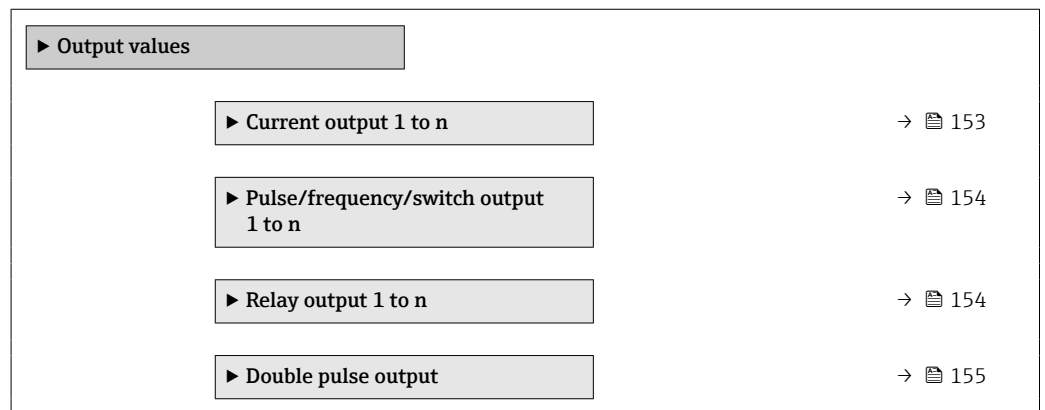 ▶ Output values
▶ Current output 1 to n → 153
▶ Pulse/frequency/switch output
1 to n → 154
▶ Relay output 1 to n → 154
▶ Double pulse output → 155